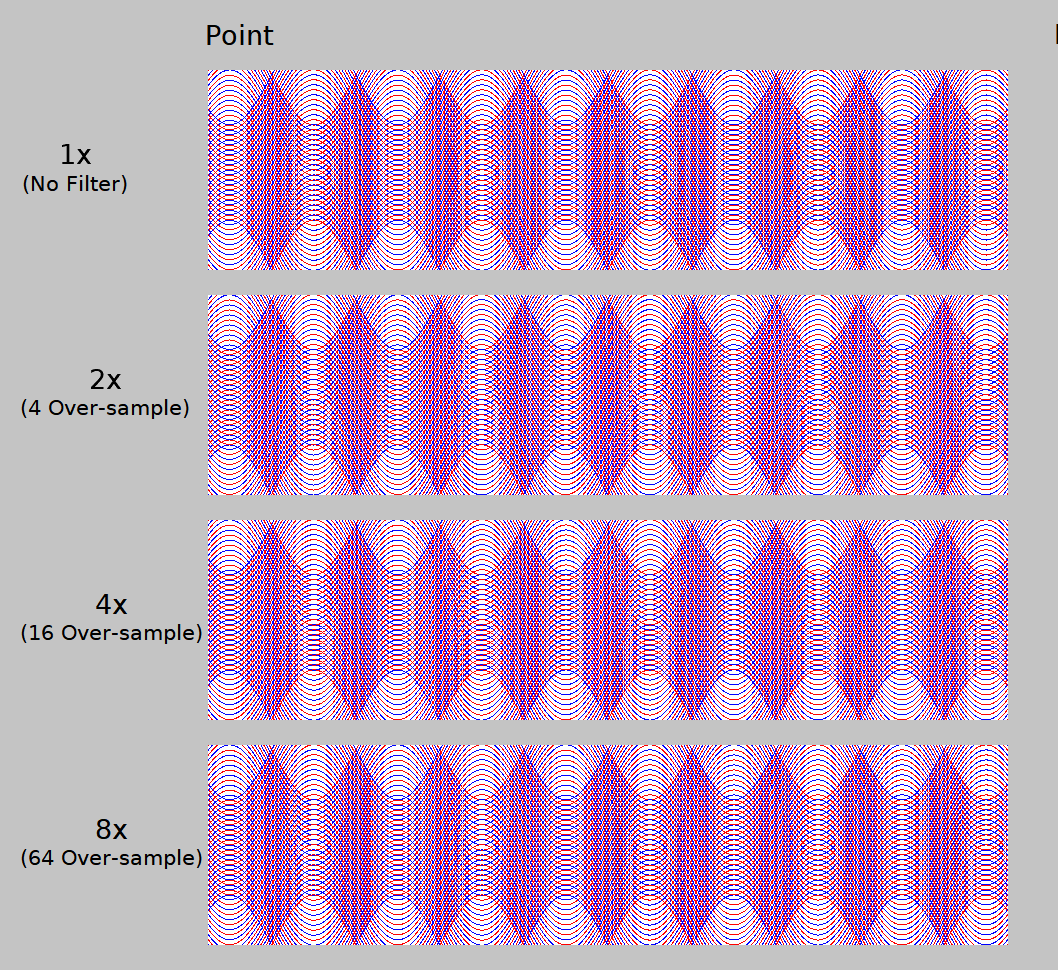 Point
1x
(No Filter)
2x
(4 Over-sample)
4x
(16 Over-sample)
8x
(64 Over-sample)